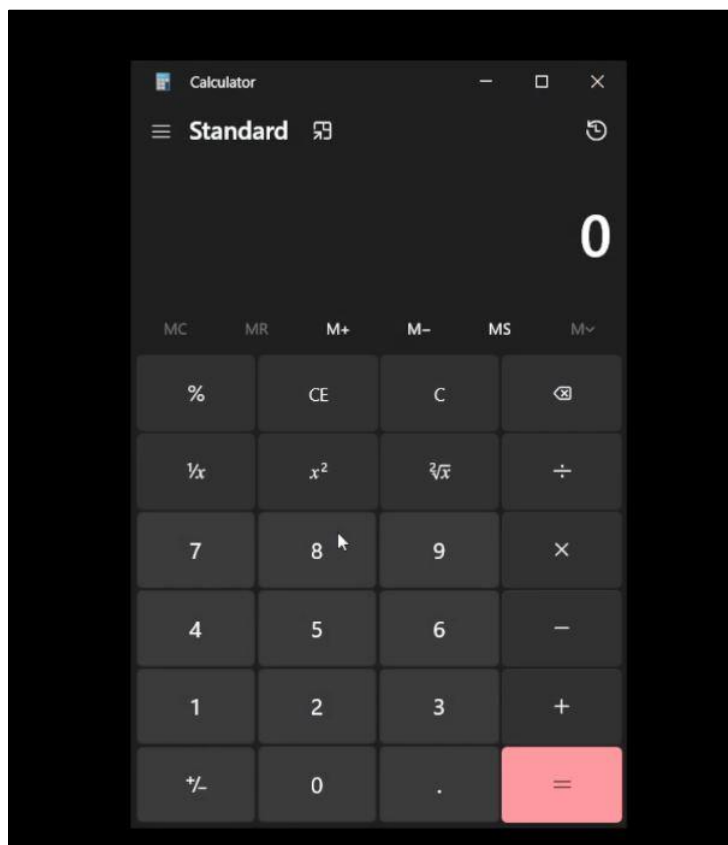 Calculator
Standard
0
MC MR M+ M− MS M
% CE C
¹/x x² ²√x ÷
7 8 9 ×
4 5 6 −
1 2 3 +
+/− 0 . =